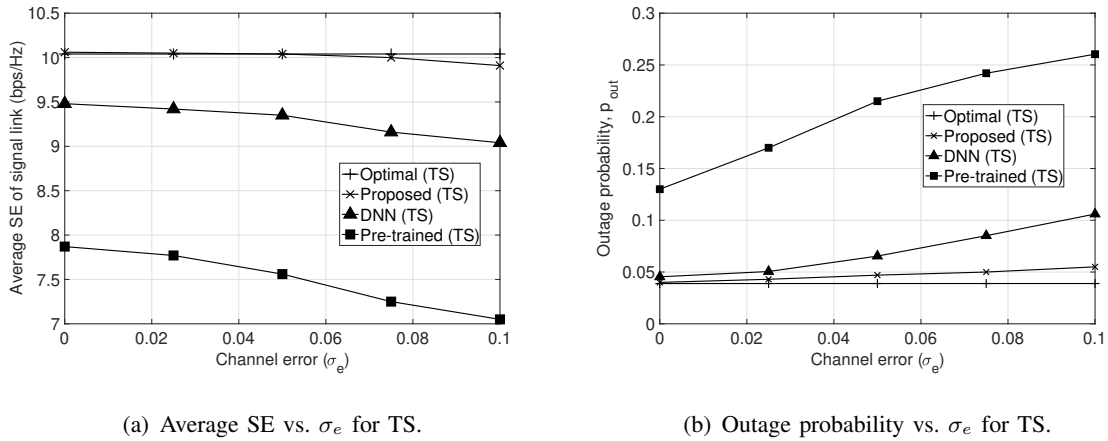 10.5
10
9.5
9
8.5
8
7.5
7
Average SE of signal link (bps/Hz)
Optimal (TS)
Proposed (TS)
DNN (TS)
Pre-trained (TS)
0 0.02 0.04 0.06 0.08 0.1
Channel error (σe)
(a) Average SE vs. σe for TS.
0.3
0.25
0.2
0.15
0.1
0.05
0
Outage probability, pout
Optimal (TS)
Proposed (TS)
DNN (TS)
Pre-trained (TS)
0 0.02 0.04 0.06 0.08 0.1
Channel error (σe)
(b) Outage probability vs. σe for TS.